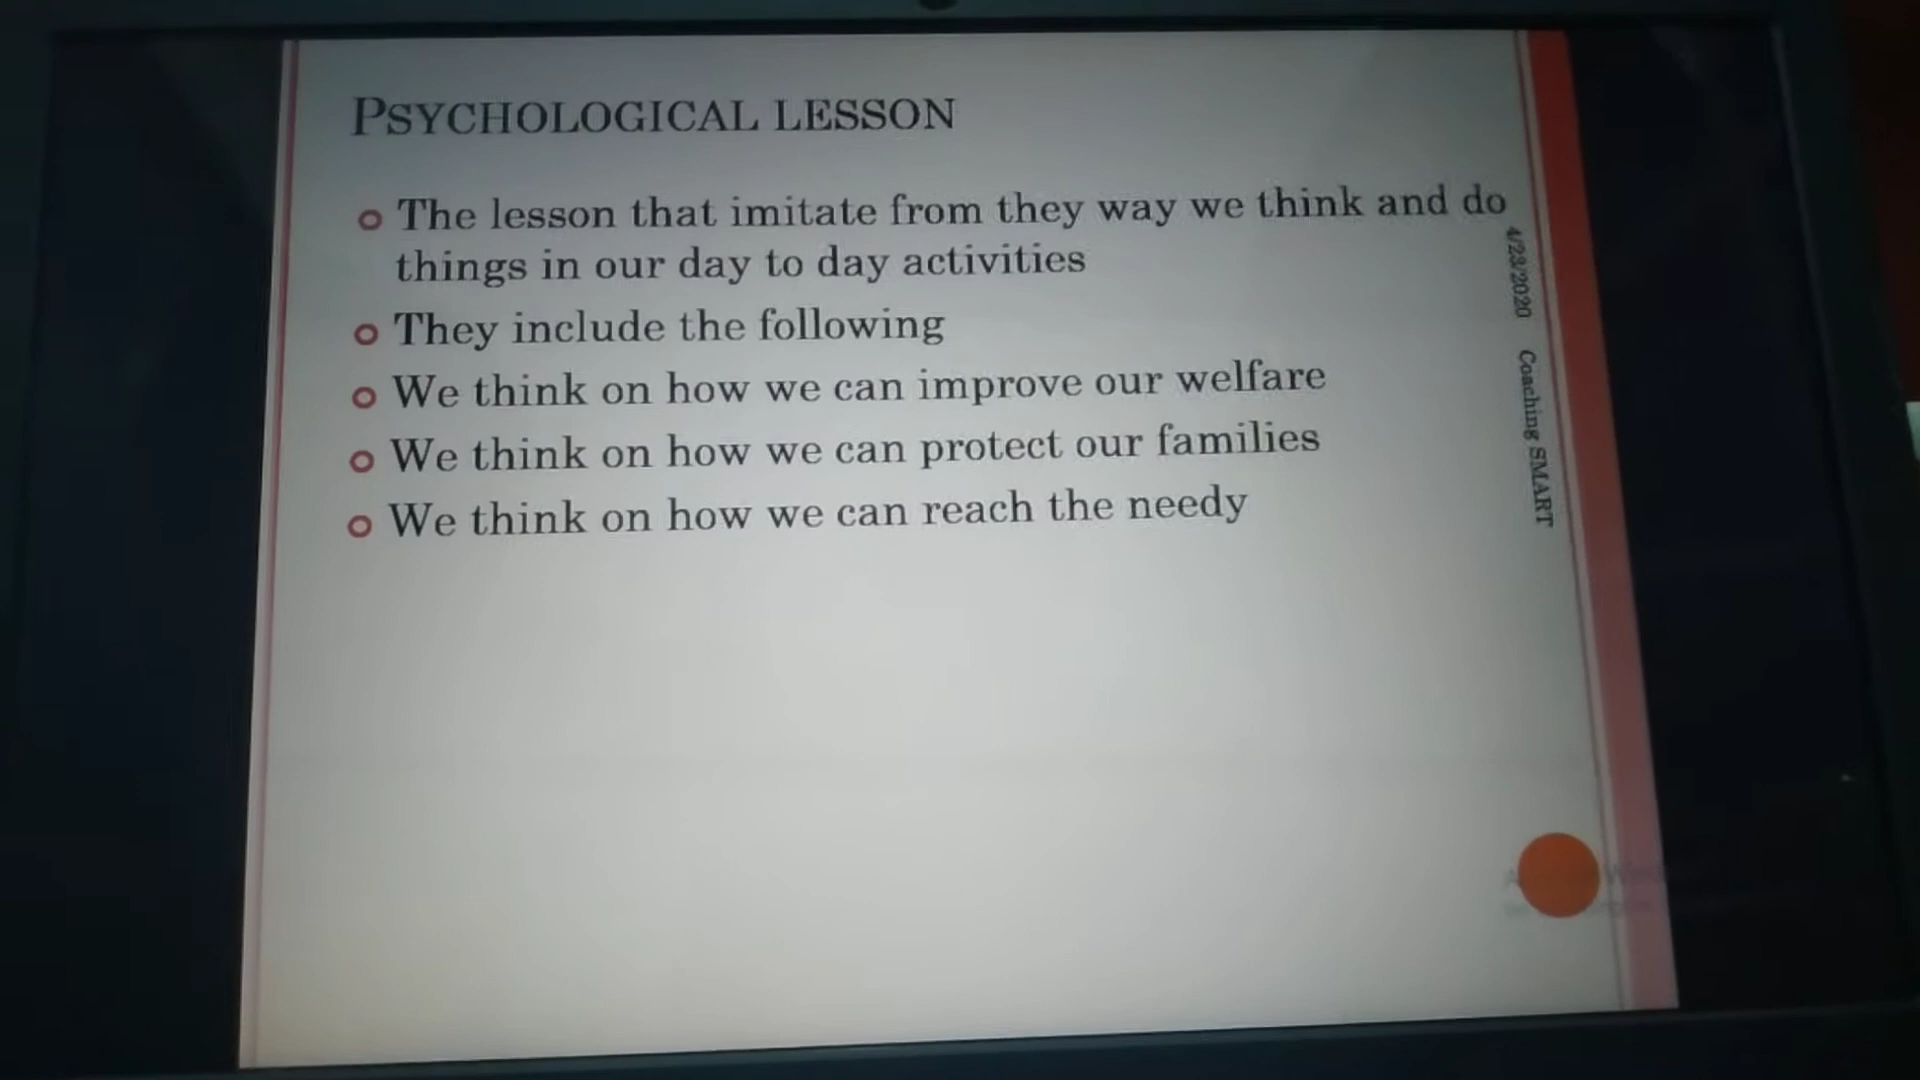 PSYCHOLOGICAL LESSON
The lesson that imitate from they way we think and do
things in our day to day activities
They include the following
We think on how we can improve our welfare
We think on how we can protect our families
We think on how we can reach the needy
4/23/2020 Coaching SMART